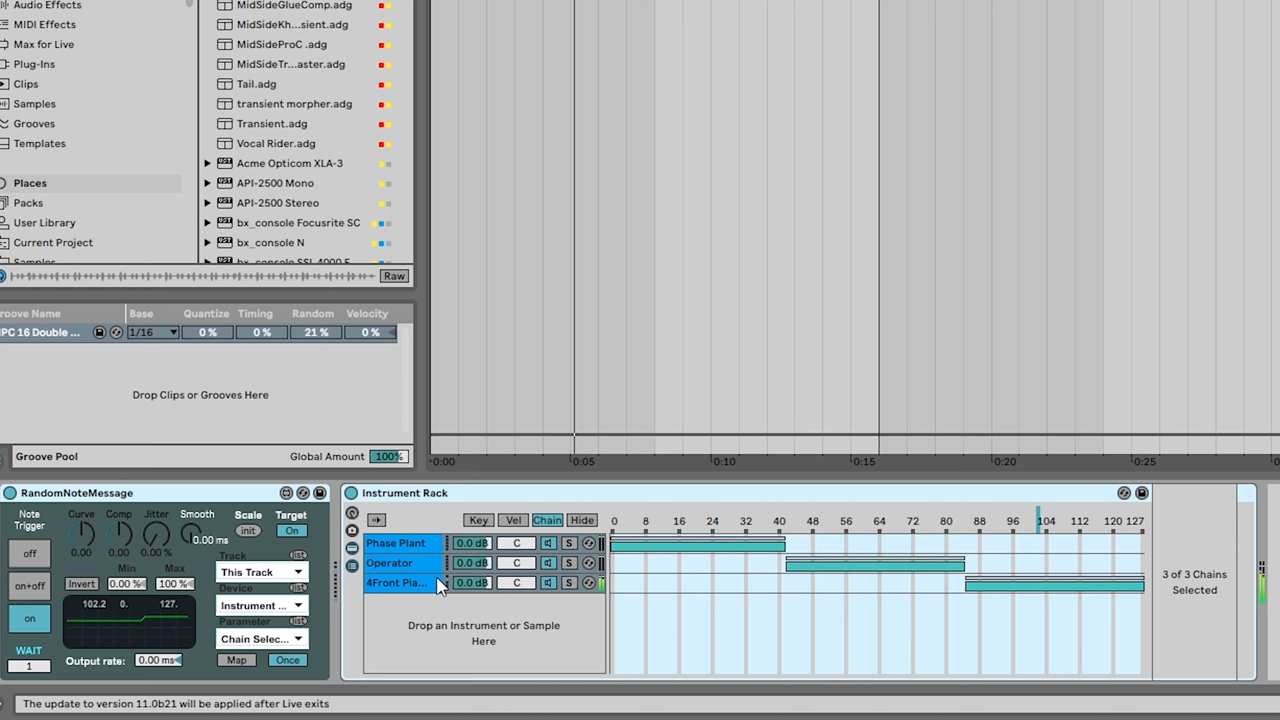 Audio Effects
MIDI Effects
Max for Live
Plug-Ins
Clips
Samples
Grooves
Templates
Places
Packs
User Library
Current Project
MidSideGlueComp.adg
MidSideKh...sient.adg
MidSideProC .adg
MidSideTr...aster.adg
Tail.adg
transient morpher.adg
Transient.adg
Vocal Rider.adg
Acme Opticom XLA-3
API-2500 Mono
API-2500 Stereo
bx_console Focusrite SC
bx_console N
bx_console SSL 4000 E
Raw
roove Name Base Quantize Timing Random Velocity
PC 16 Double ... 1/16 0 % 0 % 21 % 0 %
Drop Clips or Grooves Here
Groove Pool Global Amount 100%
0:00 0:05 0:10 0:15 0:20 0:25
RandomNoteMessage
Note Trigger
off
on+off
on
WAIT
1
Curve Comp Jitter Smooth
0.00 0.00 0.00 % 0.00 ms
Min Max
Invert 0.00 % 100 %
102.2 0. 127.
Output rate: 0.00 ms
Scale Target
init On
Track list
This Track
Device
Instrument ...
Parameter list
Chain Selec...
Map Once
Instrument Rack
Key Vel Chain Hide
0 8 16 24 32 40 48 56 64 72 80 88 96 104 112 120 127
Phase Plant 0.0 dB C S
Operator 0.0 dB C S
4Front Pia... 0.0 dB C S
Drop an Instrument or Sample
Here
3 of 3 Chains
Selected
The update to version 11.0b21 will be applied after Live exits